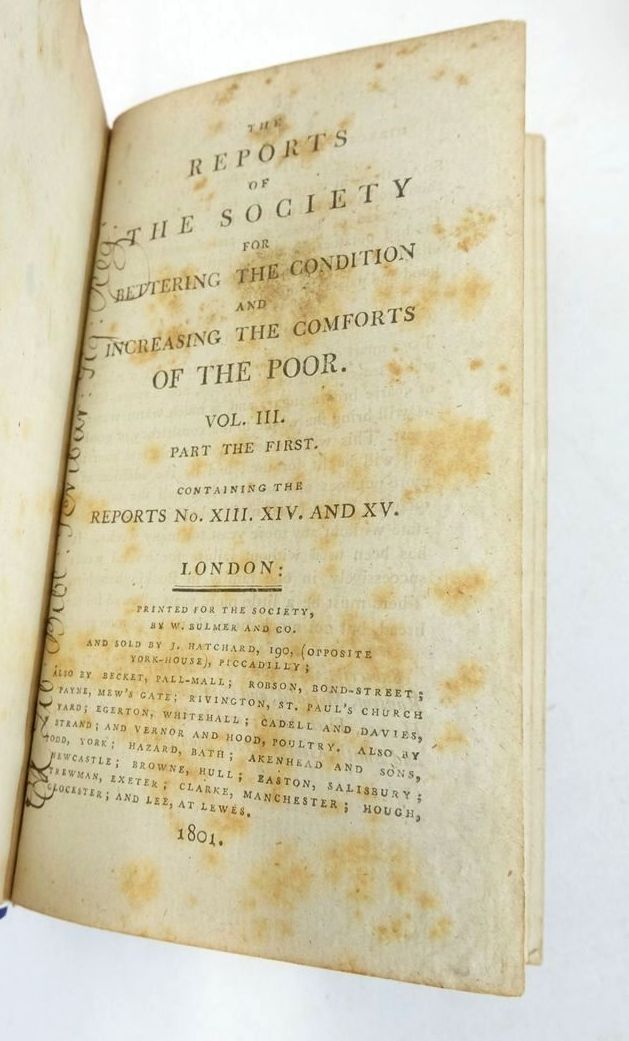 THE
REPORTS
OF
THE SOCIETY
FOR
BETTERING THE CONDITION
AND
INCREASING THE COMFORTS
OF THE POOR.
VOL. III.
PART THE FIRST.
CONTAINING THE
REPORTS No. XIII. XIV. AND XV.
LONDON:
PRINTED FOR THE SOCIETY,
BY W. BULMER AND CO.
AND SOLD BY J. HATCHARD, 190, (OPPOSITE
YORK-HOUSE), PICCADILLY;
ALSO BY BECKET, PALL-MALL; ROBSON, BOND-STREET;
PAYNE, MEW'S GATE; RIVINGTON, ST. PAUL'S CHURCH
YARD; EGERTON, WHITEHALL; CADELL AND DAVIES,
STRAND; AND VERNOR AND HOOD, POULTRY. ALSO BY
TODD, YORK; HAZARD, BATH; AKENHEAD AND SONS,
NEWCASTLE; BROWNE, HULL; EASTON, SALISBURY;
TREWMAN, EXETER; CLARKE, MANCHESTER; HOUGH,
GLOCESTER; AND LEE, AT LEWES.
1801.